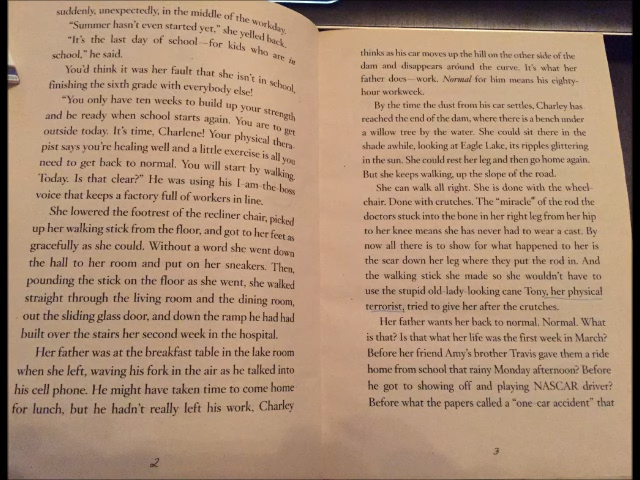 suddenly, unexpectedly, in the middle of the workday.
"Summer hasn't even started yet," she yelled back.
"It's the last day of school—for kids who are in
school," he said.
You'd think it was her fault that she isn't in school,
finishing the sixth grade with everybody else!
"You only have ten weeks to build up your strength
and be ready when school starts again. You are to get
outside today. It's time, Charlene! Your physical thera-
pist says you're healing well and a little exercise is all you
need to get back to normal. You will start by walking.
Today. Is that clear?" He was using his I-am-the-boss
voice that keeps a factory full of workers in line.
She lowered the footrest of the recliner chair, picked
up her walking stick from the floor, and got to her feet as
gracefully as she could. Without a word she went down
the hall to her room and put on her sneakers. Then,
pounding the stick on the floor as she went, she walked
straight through the living room and the dining room,
out the sliding glass door, and down the ramp he had had
built over the stairs her second week in the hospital.
Her father was at the breakfast table in the lake room
when she left, waving his fork in the air as he talked into
his cell phone. He might have taken time to come home
for lunch, but he hadn't really left his work, Charley
2
thinks as his car moves up the hill on the other side of the
dam and disappears around the curve. It's what her
father does—work. Normal for him means his eighty-
hour workweek.
By the time the dust from his car settles, Charley has
reached the end of the dam, where there is a bench under
a willow tree by the water. She could sit there in the
shade awhile, looking at Eagle Lake, its ripples glittering
in the sun. She could rest her leg and then go home again.
But she keeps walking, up the slope of the road.
She can walk all right. She is done with the wheel-
chair. Done with crutches. The "miracle" of the rod the
doctors stuck into the bone in her right leg from her hip
to her knee means she has never had to wear a cast. By
now all there is to show for what happened to her is
the scar down her leg where they put the rod in. And
the walking stick she made so she wouldn't have to
use the stupid old-lady-looking cane Tony, her physical
terrorist, tried to give her after the crutches.
Her father wants her back to normal. Normal. What
is that? Is that what her life was the first week in March?
Before her friend Amy's brother Travis gave them a ride
home from school that rainy Monday afternoon? Before
he got to showing off and playing NASCAR driver?
Before what the papers called a "one-car accident" that
3